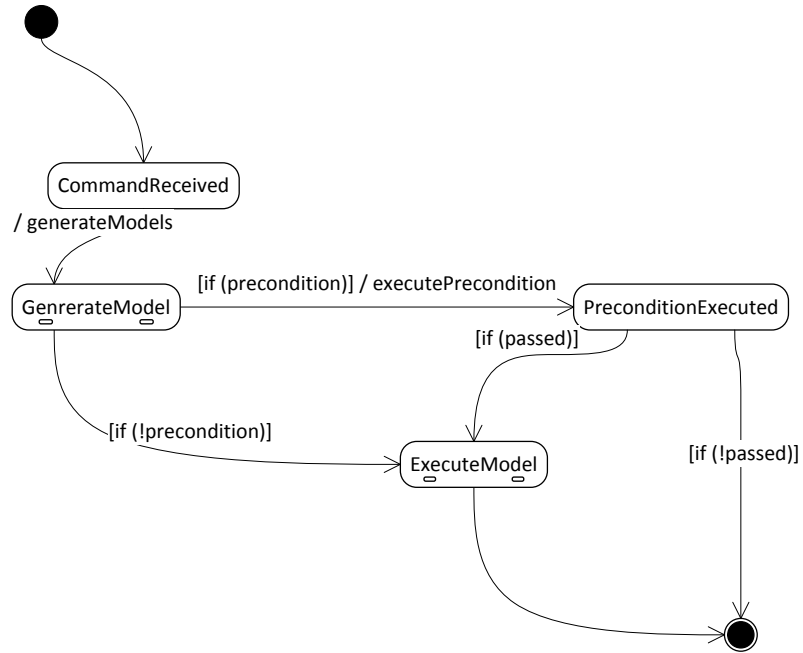 CommandReceived
/ generateModels
[if (precondition)] / executePrecondition
GenrerateModel
PreconditionExecuted
[if (passed)]
[if (!precondition)]
[if (!passed)]
ExecuteModel